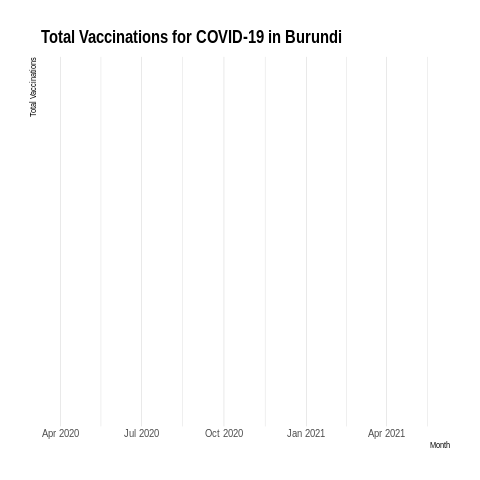 Total Vaccinations for COVID-19 in Burundi
Total Vaccinations
Apr 2020 Jul 2020 Oct 2020 Jan 2021 Apr 2021
Month